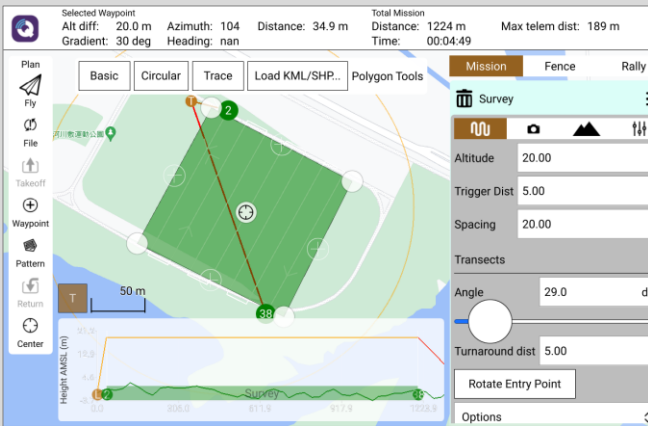 Selected Waypoint
Alt diff: 20.0 m Azimuth: 104 Distance: 34.9 m
Gradient: 30 deg Heading: nan
Total Mission
Distance: 1224 m Max telem dist: 189 m
Time: 00:04:49
Plan
Fly
File
Takeoff
Waypoint
Pattern
Return
Center
Basic
Circular
Trace
Load KML/SHP...
Polygon Tools
T
2
38
T
50 m
Height AMSL (m)
Survey
2
0.0
Mission
Fence
Rally
Survey
Altitude 20.00
Trigger Dist 5.00
Spacing 20.00
Transects
Angle 29.0 d
Turnaround dist 5.00
Rotate Entry Point
Options